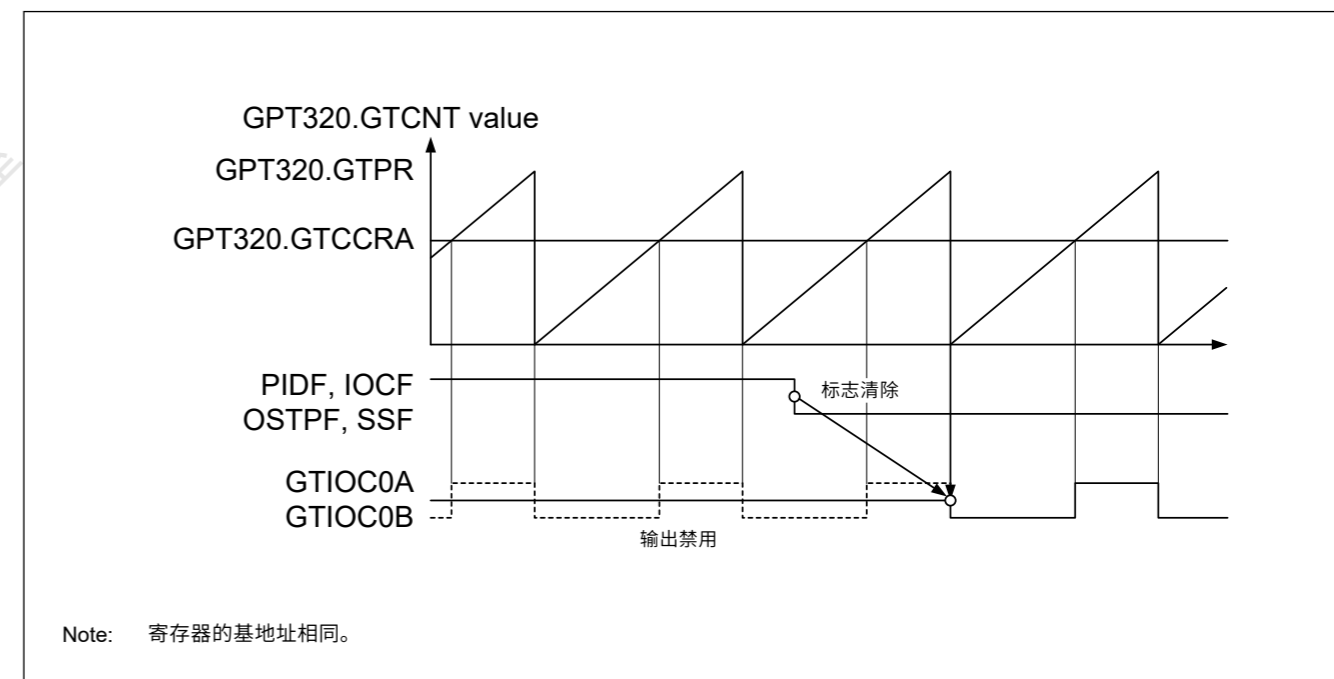 GPT320.GTCNT value
GPT320.GTPR
GPT320.GTCCRA
PIDF, IOCF
标志清除
OSTPF, SSF
GTIOC0A
GTIOC0B
输出禁用
Note: 寄存器的基地址相同。